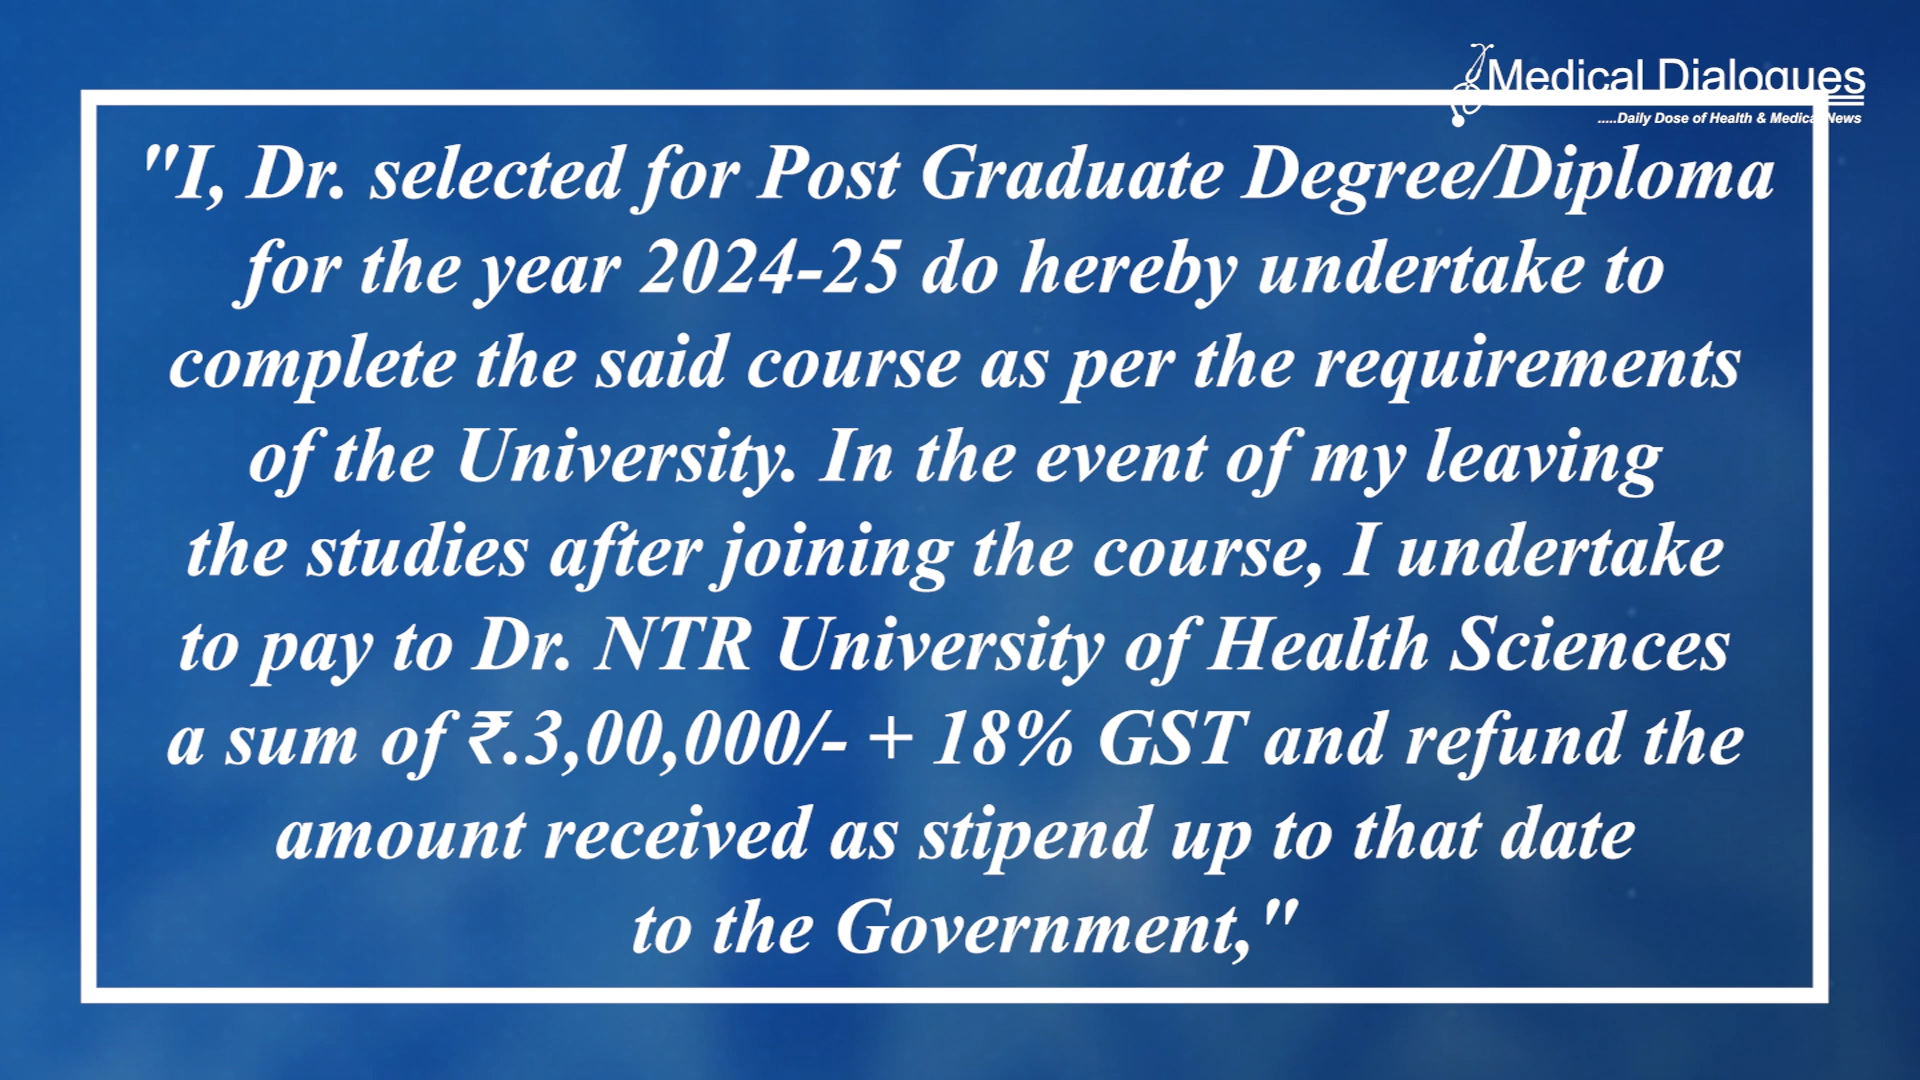 Medical Dialogues
.....Daily Dose of Health & Medical News
"I, Dr. selected for Post Graduate Degree/Diploma
for the year 2024-25 do hereby undertake to
complete the said course as per the requirements
of the University. In the event of my leaving
the studies after joining the course, I undertake
to pay to Dr. NTR University of Health Sciences
a sum of ₹.3,00,000/- + 18% GST and refund the
amount received as stipend up to that date
to the Government,"